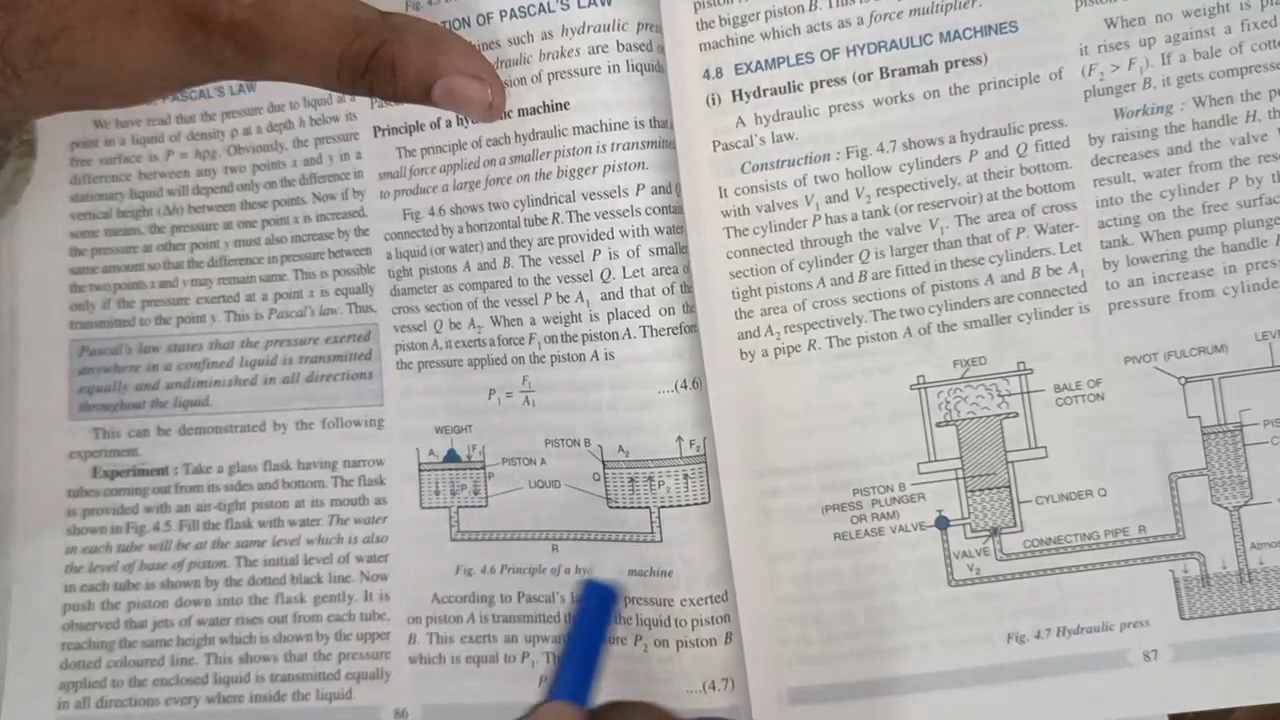 PASCAL'S LAW
We have read that the pressure due to liquid at a
point in a liquid of density ρ at a depth h below its
free surface is P = hρg. Obviously, the pressure
difference between any two points x and y in a
stationary liquid will depend only on the difference in
vertical height (Δh) between these points. Now if by
some means, the pressure at one point x is increased,
the pressure at other point y must also increase by the
same amount so that the difference in pressure between
the two points x and y may remain same. This is possible
only if the pressure exerted at a point x is equally
transmitted to the point y. This is Pascal's law. Thus,
Pascal's law states that the pressure exerted
anywhere in a confined liquid is transmitted
equally and undiminished in all directions
throughout the liquid.
This can be demonstrated by the following
experiment.
Experiment : Take a glass flask having narrow
tubes coming out from its sides and bottom. The flask
is provided with an air-tight piston at its mouth as
shown in Fig. 4.5. Fill the flask with water. The water
in each tube will be at the same level which is also
the level of base of piston. The initial level of water
in each tube is shown by the dotted black line. Now
push the piston down into the flask gently. It is
observed that jets of water rises out from each tube,
reaching the same height which is shown by the upper
dotted coloured line. This shows that the pressure
applied to the enclosed liquid is transmitted equally
in all directions every where inside the liquid.
86
Fig.
TION OF PASCAL'S LAW
ines such as hydraulic
draulic brakes are based
sion of pressure in liquids
Principle of a machine
The principle of each hydraulic machine is that
small force applied on a smaller piston is
to produce a large force on the bigger piston.
Fig. 4.6 shows two cylindrical vessels P and
connected by a horizontal tube R. The vessels
a liquid (or water) and they are provided with water
tight pistons A and B. The vessel P is of
diameter as compared to the vessel Q. Let area
cross section of the vessel P be A₁ and that of the
vessel Q be A₂. When a weight is placed on the
piston A, it exerts a force F₁ on the piston A.
the pressure applied on the piston A is
P₁ = F₁/A₁ ....(4.6)
WEIGHT
A₁ F₁
PISTON A
P
LIQUID
P₁
PISTON B
A₂ F₂
Q
P₂
R
Fig. 4.6 Principle of a machine
According to Pascal's pressure exerted
on piston A is transmitted the liquid to piston
B. This exerts an upward P₂ on piston B
which is equal to P₁.
P ....(4.7)
the bigger piston B. This is
machine which acts as a force multiplier.
4.8 EXAMPLES OF HYDRAULIC MACHINES
(i) Hydraulic press (or Bramah press)
A hydraulic press works on the principle of
Pascal's law.
Construction : Fig. 4.7 shows a hydraulic press.
It consists of two hollow cylinders P and Q fitted
with valves V₁ and V₂ respectively, at their bottom.
The cylinder P has a tank (or reservoir) at the bottom
connected through the valve V₁. The area of cross
section of cylinder Q is larger than that of P. Water-
tight pistons A and B are fitted in these cylinders. Let
the area of cross sections of pistons A and B be A₁
and A₂ respectively. The two cylinders are connected
by a pipe R. The piston A of the smaller cylinder is
When no weight is
it rises up against a fixed
(F₂ > F₁). If a bale of
plunger B, it gets
Working : When the
by raising the handle H,
decreases and the valve
result, water from the
into the cylinder P by
acting on the free
tank. When pump
by lowering the handle
to an increase in
pressure from
FIXED
BALE OF
COTTON
PISTON B
(PRESS PLUNGER
OR RAM)
RELEASE VALVE
VALVE
V₂
CYLINDER Q
CONNECTING PIPE R
PIVOT (FULCRUM)
Fig. 4.7 Hydraulic press
87